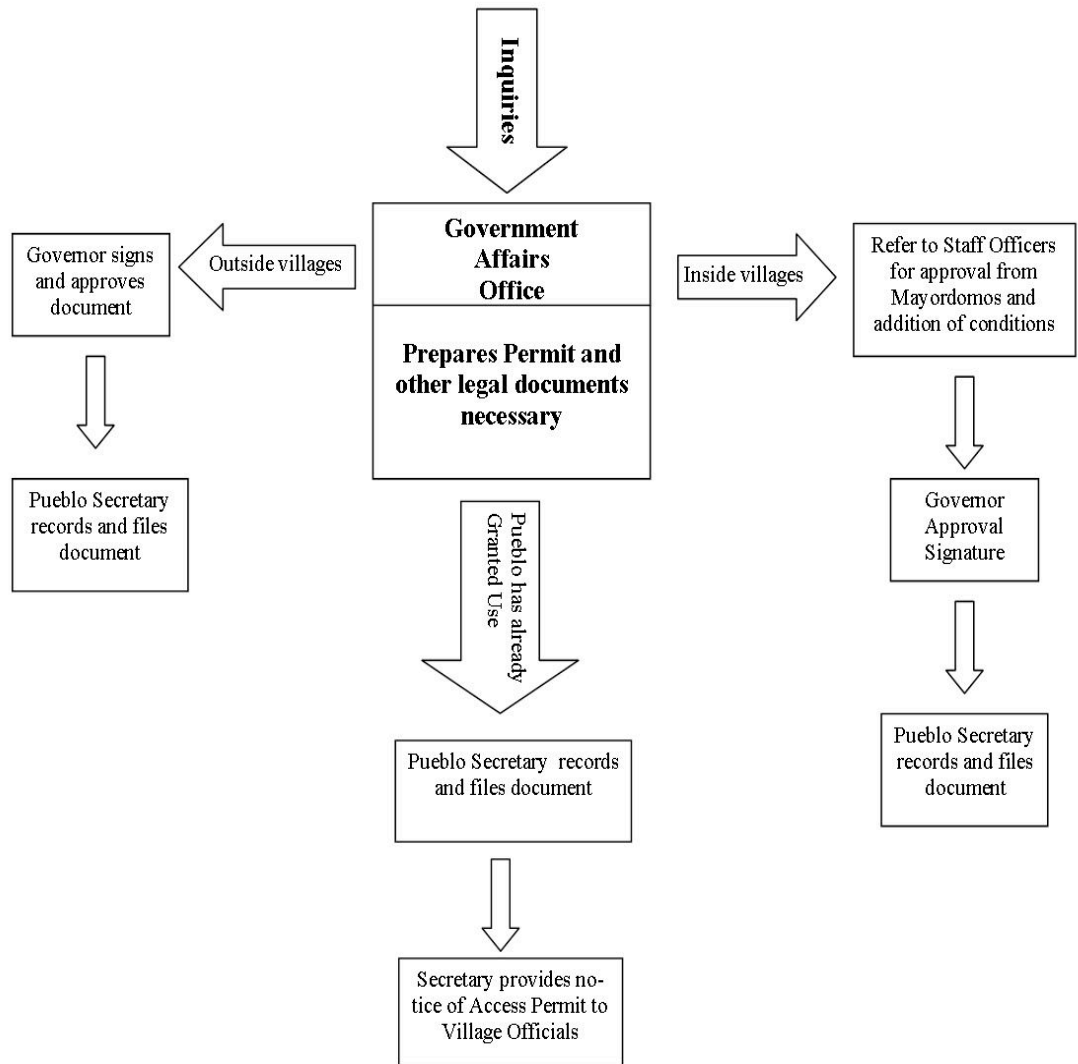 Inquiries
Government
Affairs
Office
Prepares Permit and
other legal documents
necessary
Outside villages
Governor signs
and approves
document
Pueblo Secretary
records and files
document
Inside villages
Refer to Staff Officers
for approval from
Mayordomos and
addition of conditions
Governor
Approval
Signature
Pueblo Secretary
records and files
document
Pueblo has already
Granted Use
Pueblo Secretary records
and files document
Secretary provides no-
tice of Access Permit to
Village Officials